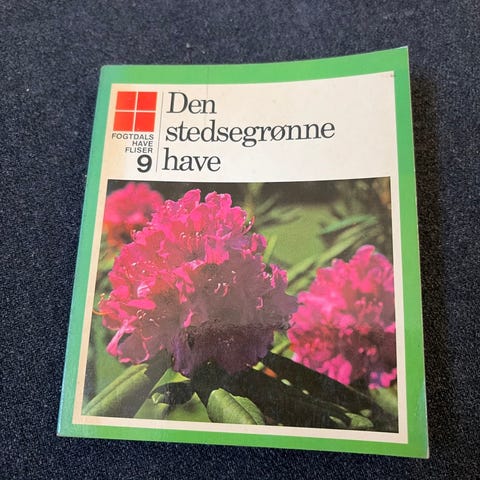 Den
stedsegrønne
have
FOGTDALS
HAVE
FLISER
9